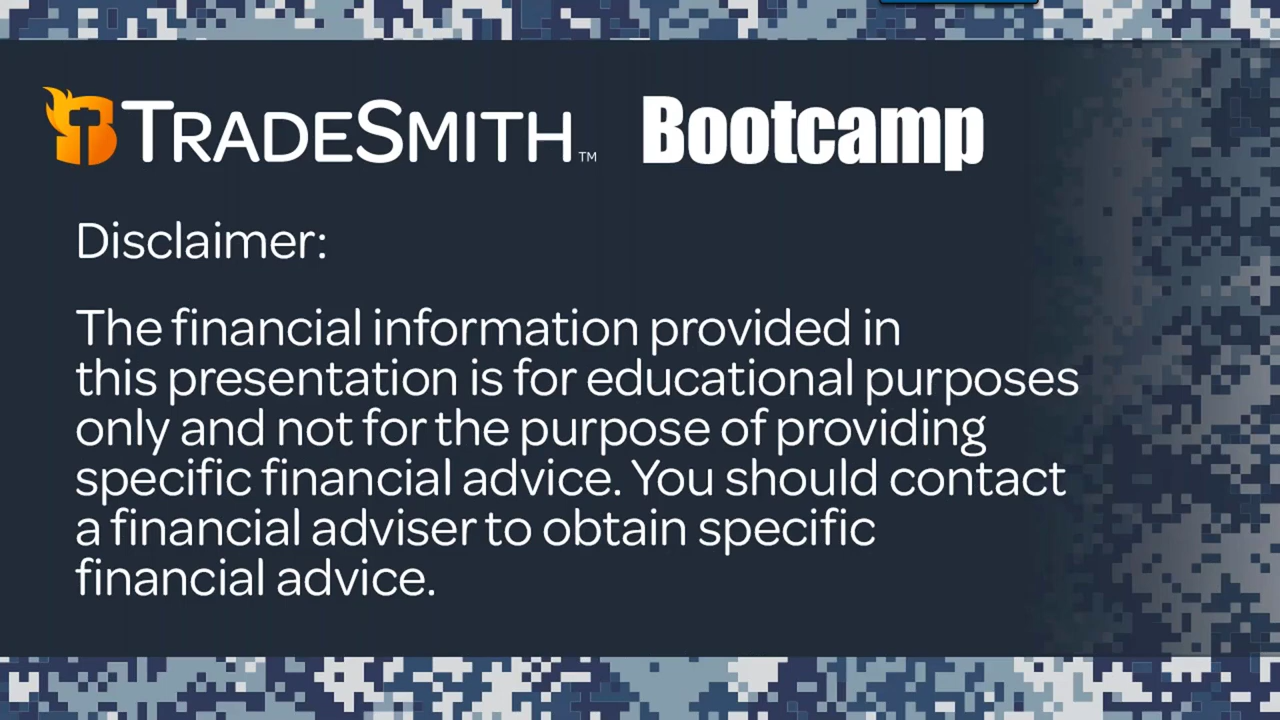 TRADESMITH™ Bootcamp
Disclaimer:
The financial information provided in
this presentation is for educational purposes
only and not for the purpose of providing
specific financial advice. You should contact
a financial adviser to obtain specific
financial advice.